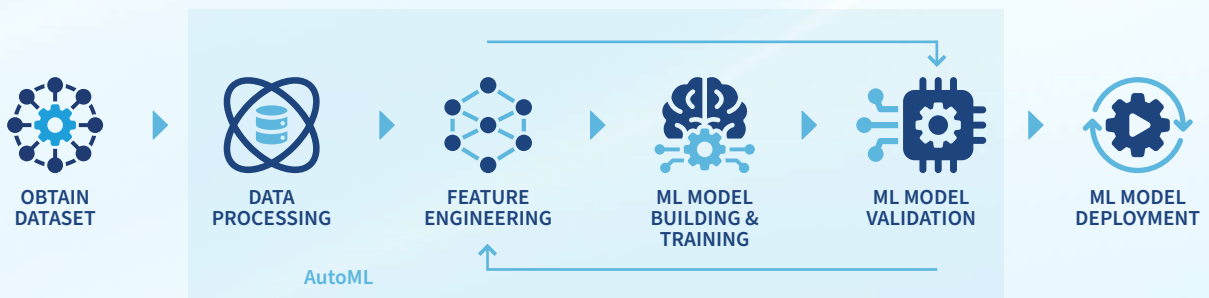 OBTAIN
DATASET
DATA
PROCESSING
FEATURE
ENGINEERING
ML MODEL
BUILDING &
TRAINING
ML MODEL
VALIDATION
ML MODEL
DEPLOYMENT
AutoML